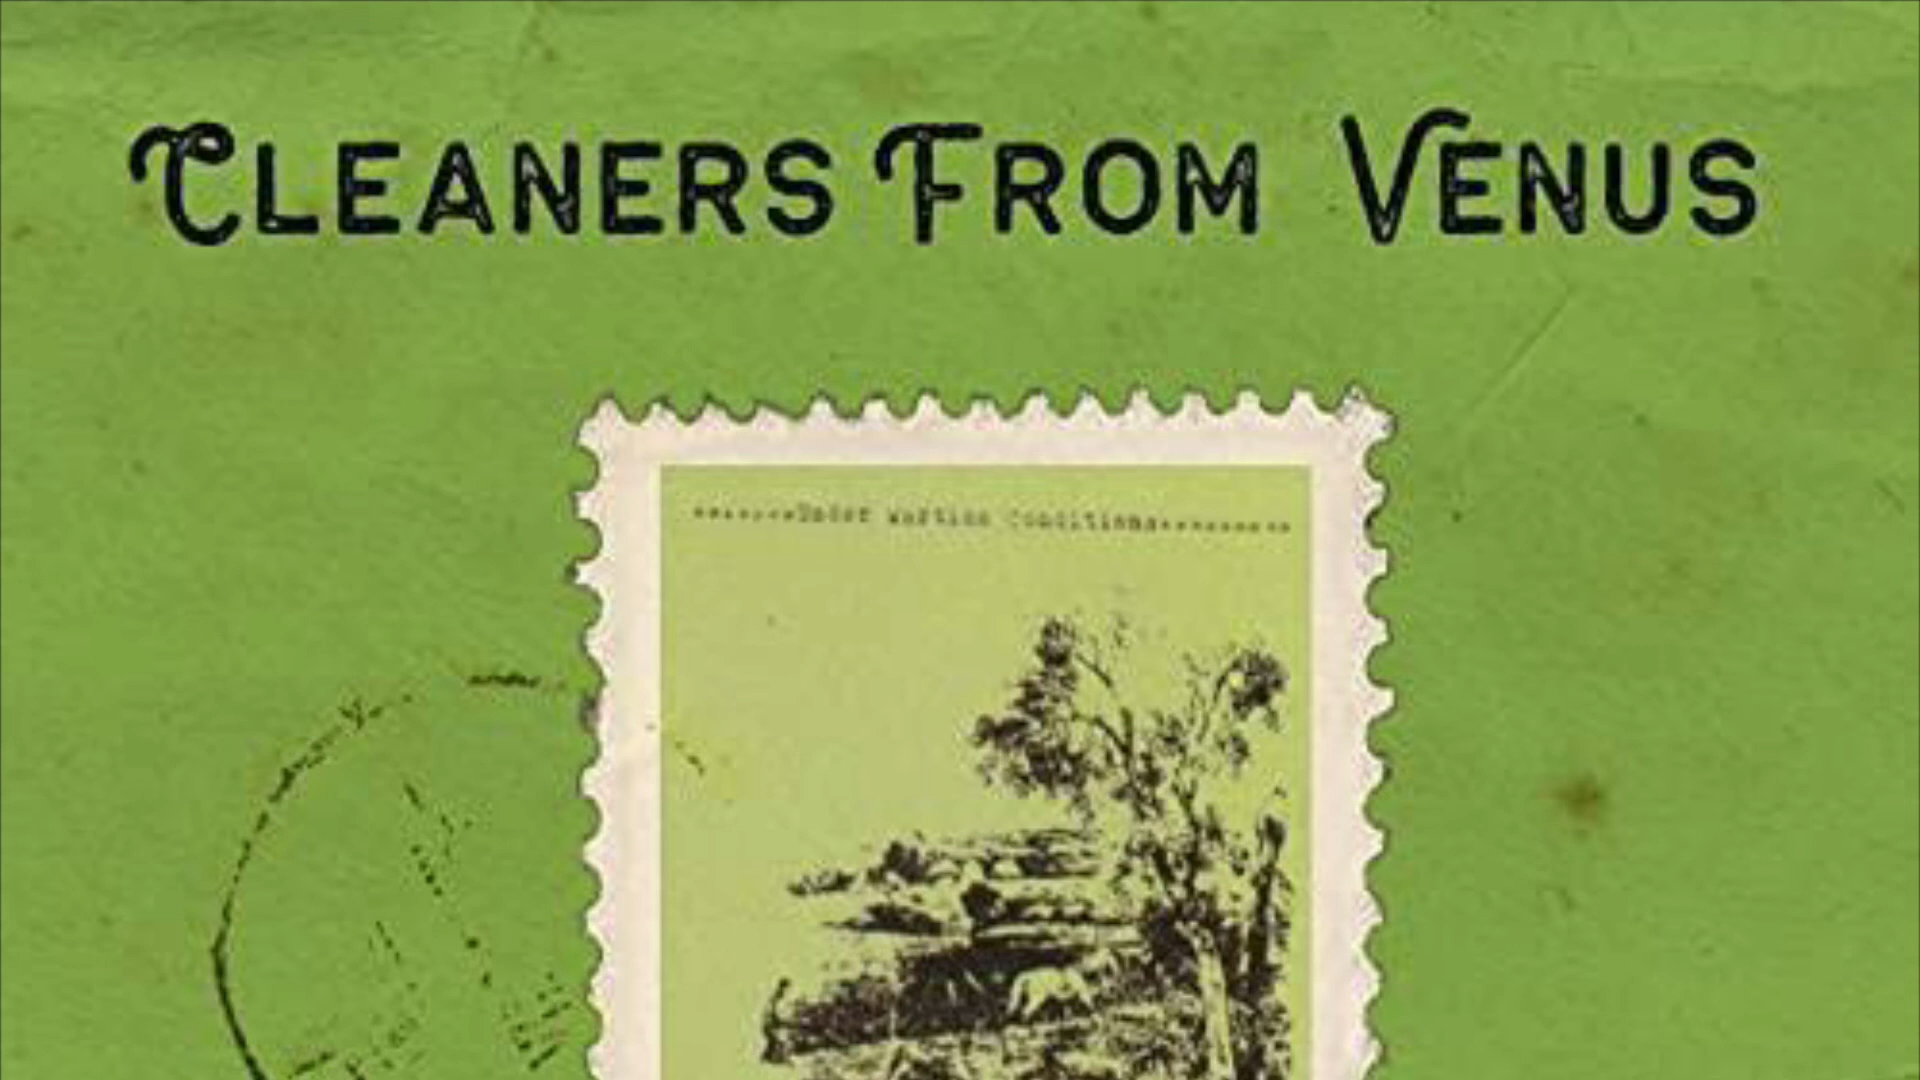 CLEANERS FROM VENUS
.........Under Wartime Conditions.............